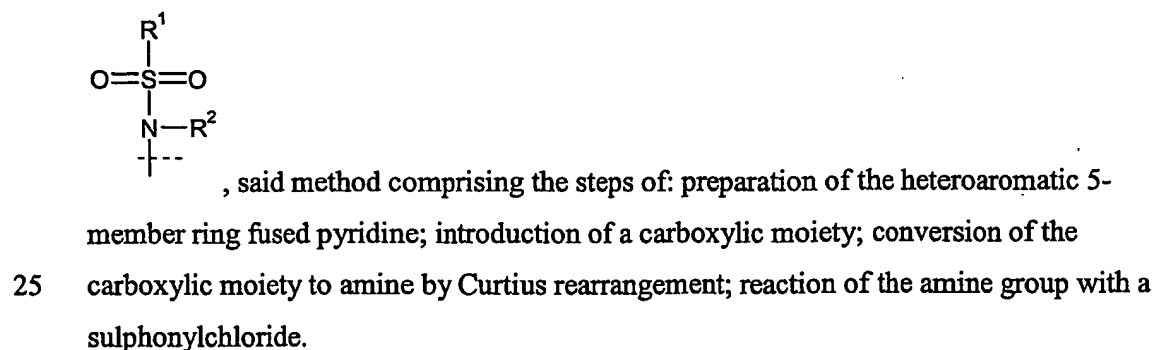 R¹
O=S=O
N—R²
, said method comprising the steps of: preparation of the heteroaromatic 5-
member ring fused pyridine; introduction of a carboxylic moiety; conversion of the
25 carboxylic moiety to amine by Curtius rearrangement; reaction of the amine group with a
sulphonylchloride.